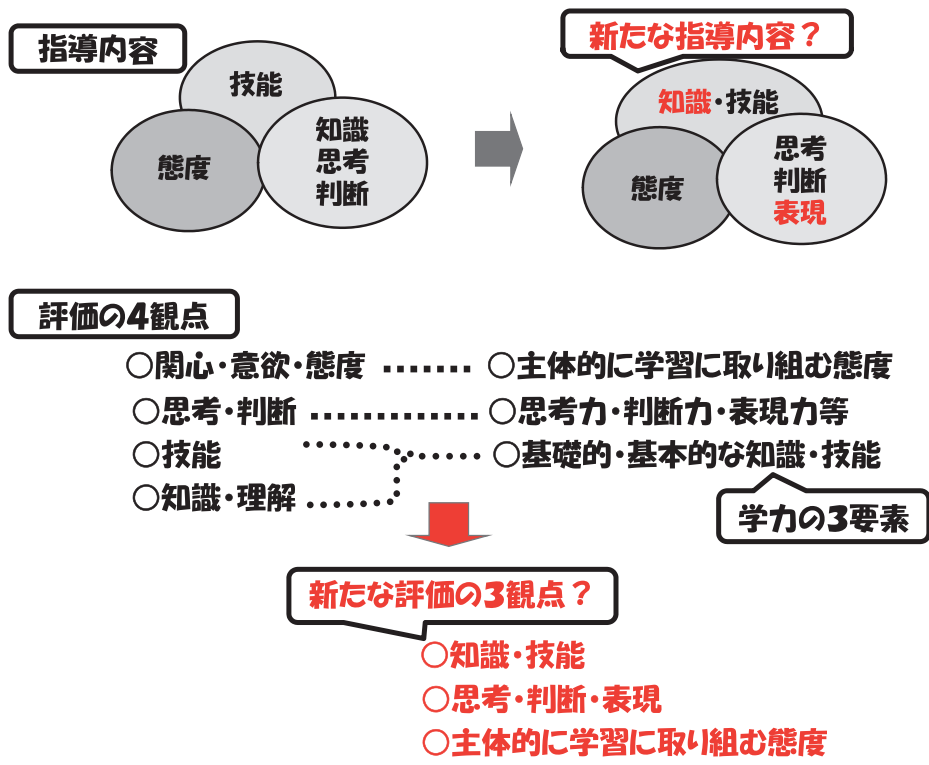 指導内容
技能
態度
知識
思考
判断
新たな指導内容？
知識・技能
態度
思考
判断
表現
評価の4観点
○関心・意欲・態度
○主体的に学習に取り組む態度
○思考・判断
○思考力・判断力・表現力等
○技能
○基礎的・基本的な知識・技能
○知識・理解
学力の3要素
新たな評価の3観点？
○知識・技能
○思考・判断・表現
○主体的に学習に取り組む態度